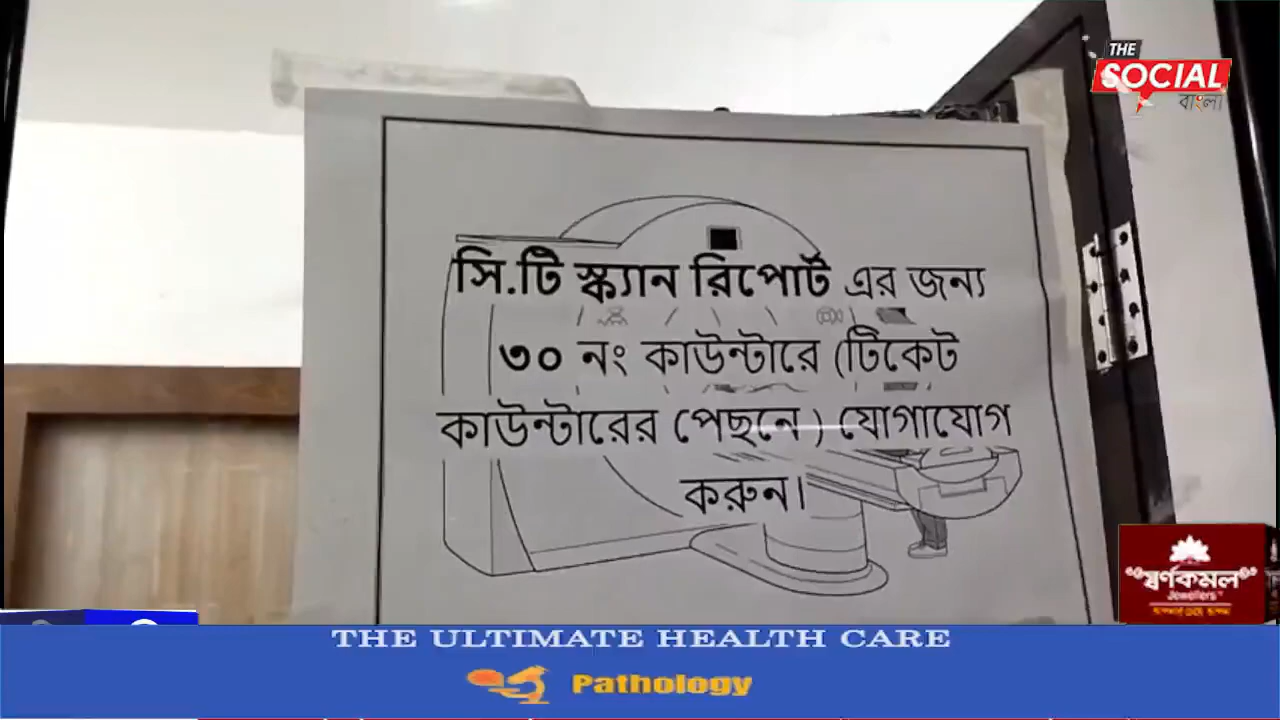 THE
SOCIAL
বাংলা
সি.টি স্ক্যান রিপোর্ট এর জন্য
৩০ নং কাউন্টারে (টিকেট
কাউন্টারের পেছনে ) যোগাযোগ
করুন।
স্বর্ণকমল
Jewellers
THE ULTIMATE HEALTH CARE
Pathology